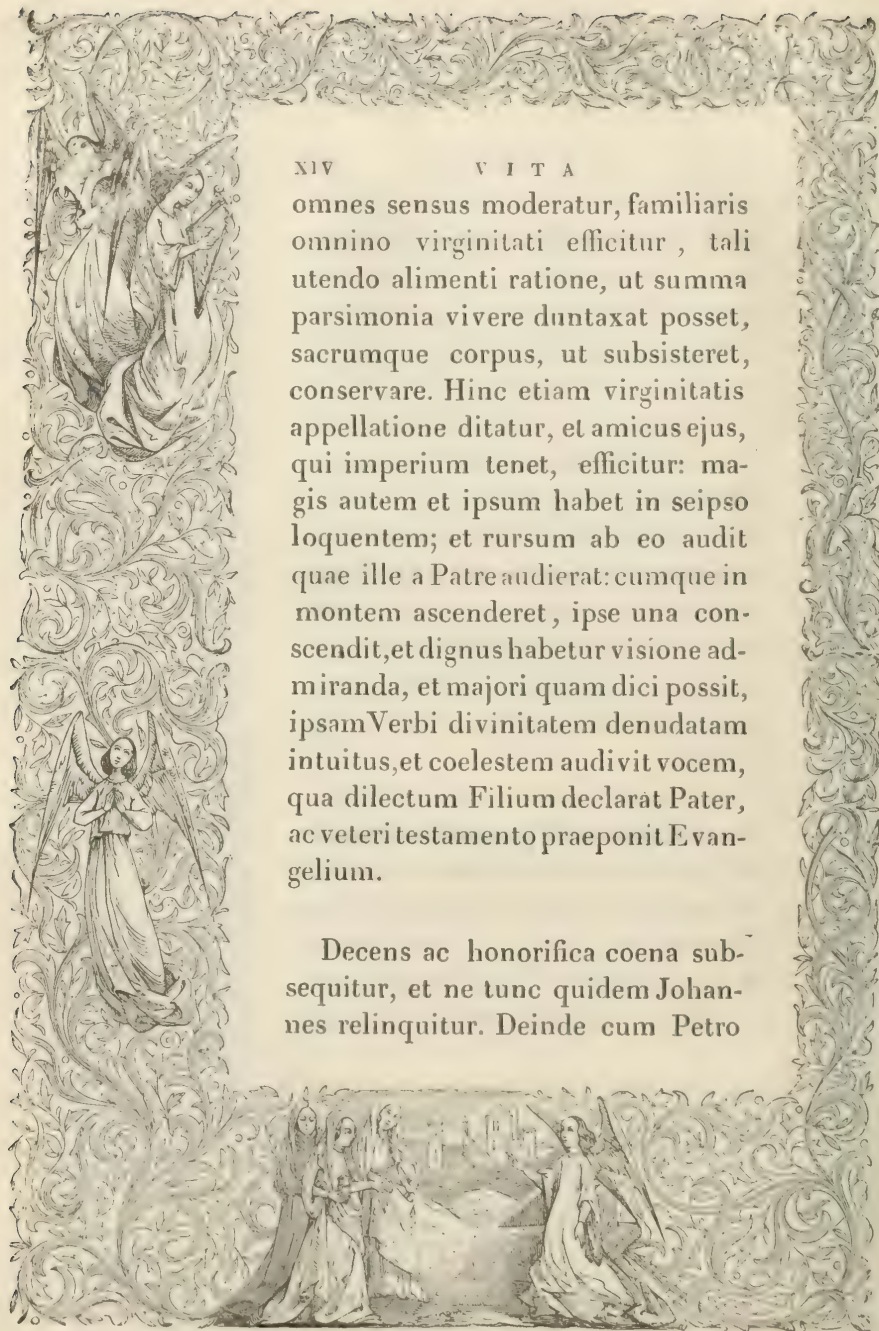 XIV VITA
omnes sensus moderatur, familiaris
omnino virginitati efficitur, tali
utendo alimenti ratione, ut summa
parsimonia vivere duntaxat posset,
sacrumque corpus, ut subsisteret,
conservare. Hinc etiam virginitatis
appellatione ditatur, et amicus ejus,
qui imperium tenet, efficitur: ma-
gis autem et ipsum habet in seipso
loquentem; et rursum ab eo audit
quae ille a Patre audierat: cumque in
montem ascenderet, ipse una con-
scendit, et dignus habetur visione ad-
miranda, et majori quam dici possit,
ipsam Verbi divinitatem denudatam
intuitus, et coelestem audivit vocem,
qua dilectum Filium declarat Pater,
ac veteri testamento praeponit Evan-
gelium.
Decens ac honorifica coena sub-
sequitur, et ne tunc quidem Johan-
nes relinquitur. Deinde cum Petro